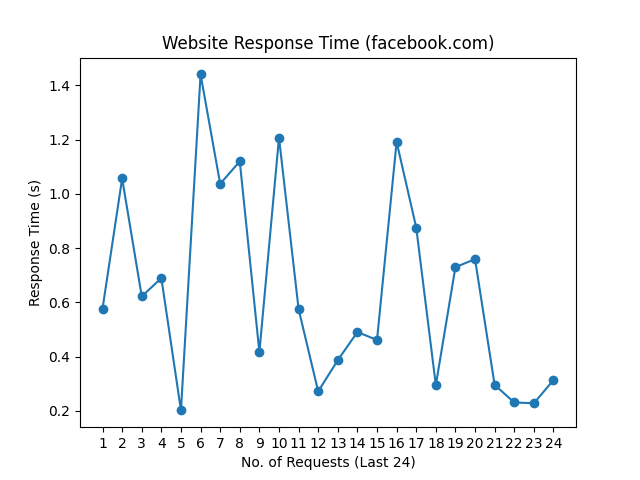 Website Response Time (facebook.com)
1.4
1.2
1.0
0.8
0.6
0.4
0.2
Response Time (s)
1 2 3 4 5 6 7 8 9 10 11 12 13 14 15 16 17 18 19 20 21 22 23 24
No. of Requests (Last 24)